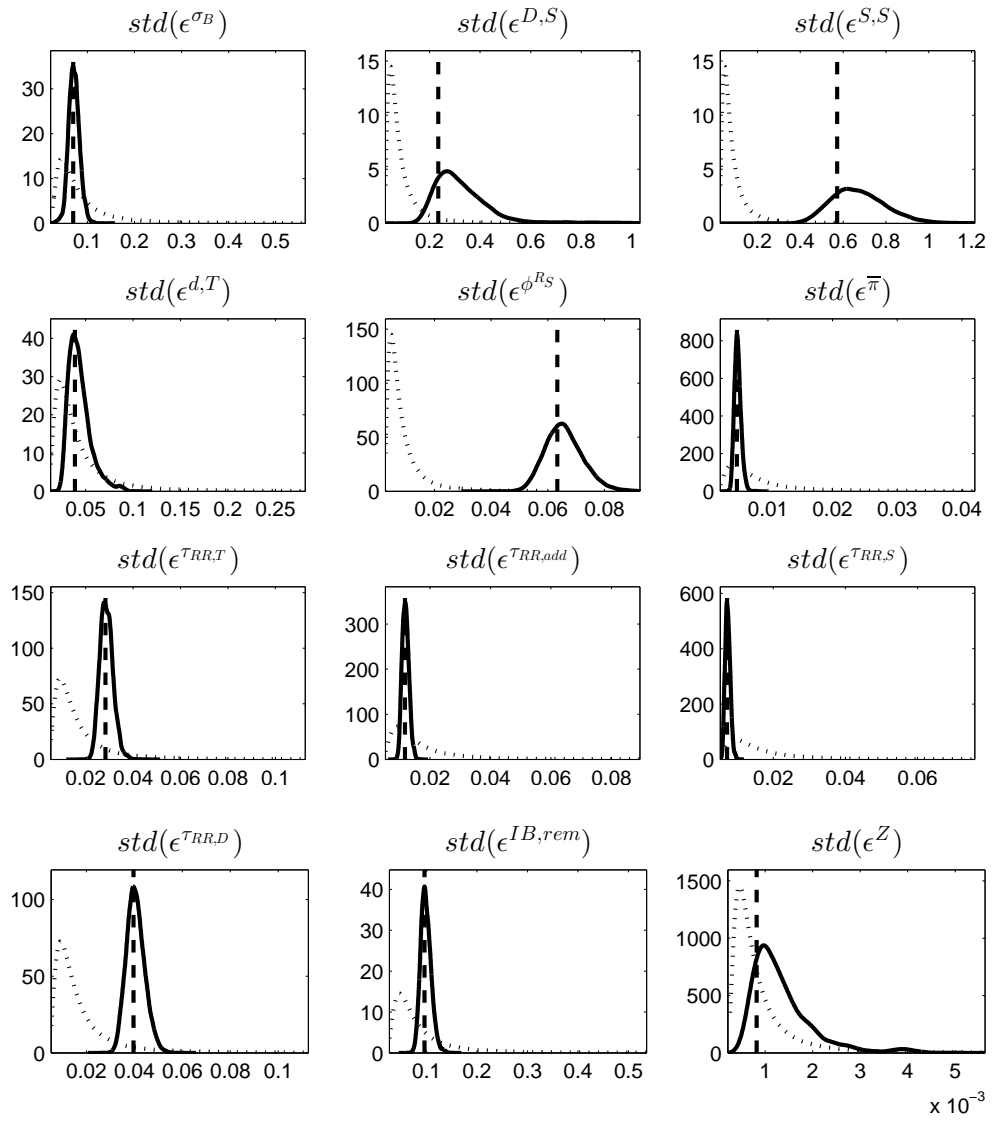 std(ϵ^{σ_B}) std(ϵ^{D,S}) std(ϵ^{S,S})
30 15 15
20 10 10
10 5 5
0 0 0
0.1 0.2 0.3 0.4 0.5 0.2 0.4 0.6 0.8 1 0.2 0.4 0.6 0.8 1 1.2
std(ϵ^{d,T}) std(ϵ^{ϕ^{R_S}}) std(ϵ^{\overline{π}})
40 150 800
30 100 600
20 50 400
10 0 200
0 0
0.05 0.1 0.15 0.2 0.25 0.02 0.04 0.06 0.08 0.01 0.02 0.03 0.04
std(ϵ^{τ_{RR,T}}) std(ϵ^{τ_{RR,add}}) std(ϵ^{τ_{RR,S}})
150 300 600
100 200 400
50 100 200
0 0 0
0.02 0.04 0.06 0.08 0.1 0.02 0.04 0.06 0.08 0.02 0.04 0.06
std(ϵ^{τ_{RR,D}}) std(ϵ^{IB,rem}) std(ϵ^Z)
100 40 1500
50 30 1000
0 20 500
10 0
0
0.02 0.04 0.06 0.08 0.1 0.1 0.2 0.3 0.4 0.5 1 2 3 4 5
x 10^{−3}